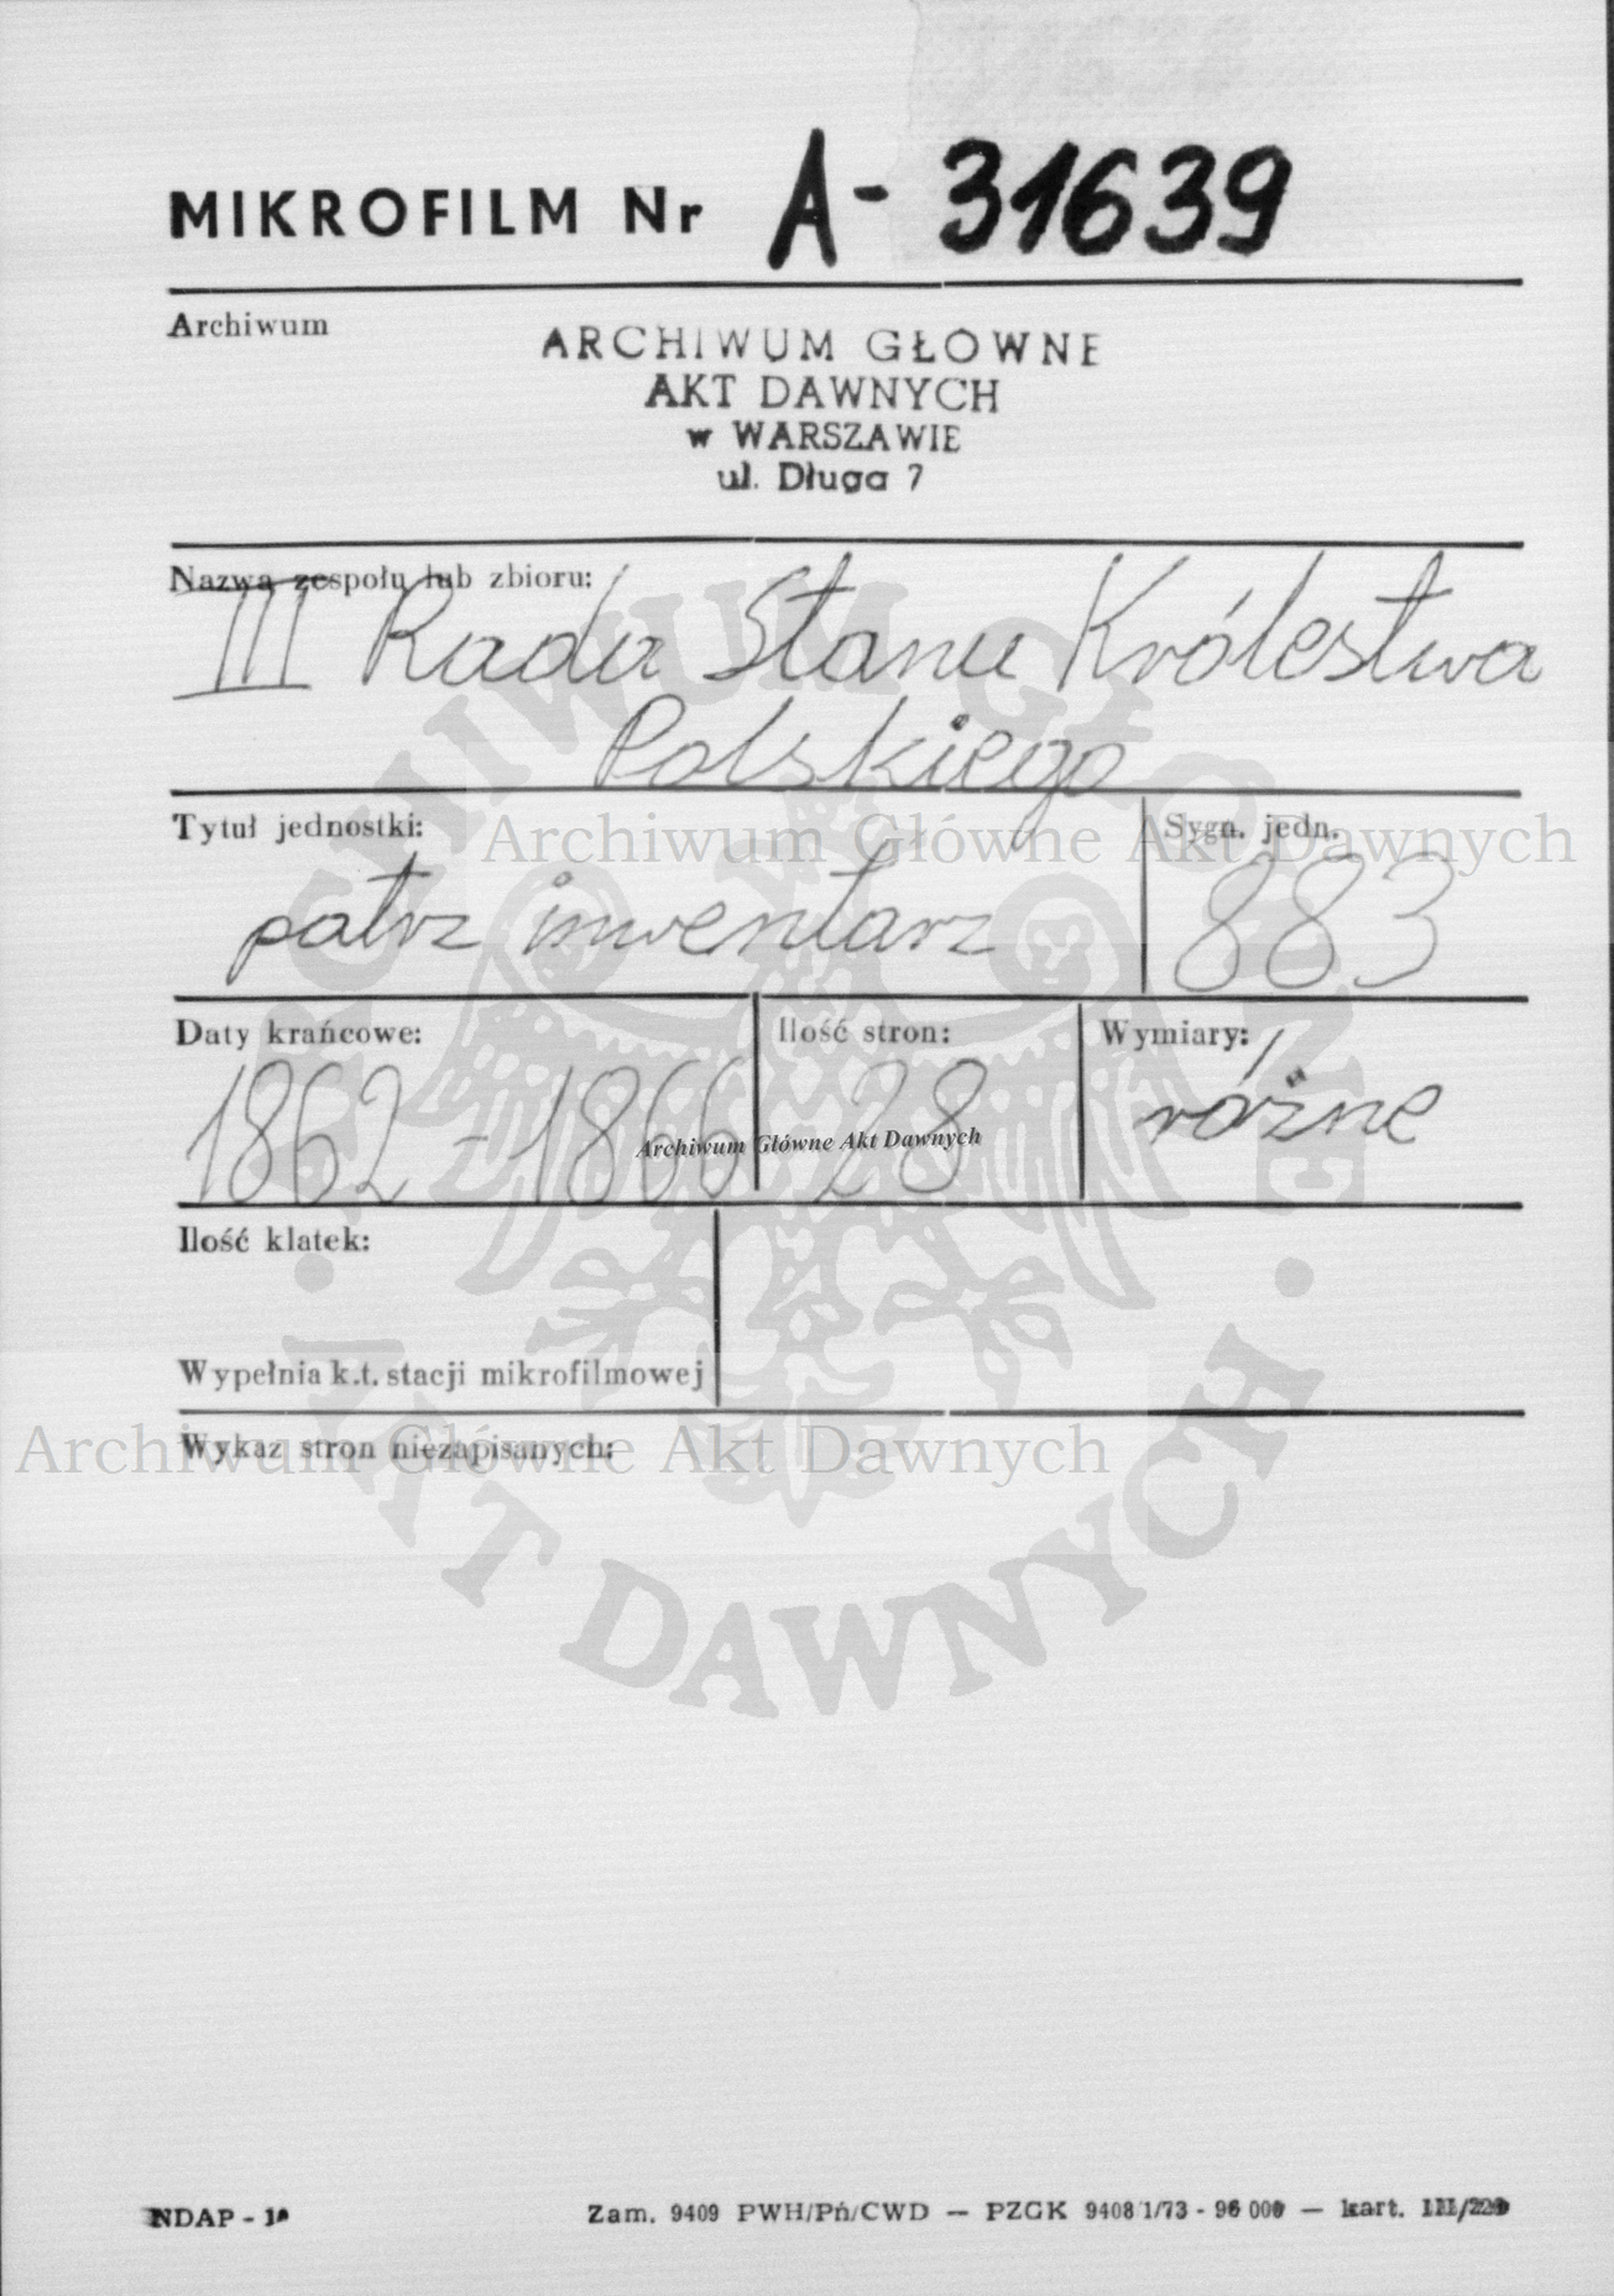 MIKROFILM Nr A- 31639
Archiwum
ARCHIWUM GŁOWNE
AKT DAWNYCH
w WARSZAWIE
ul. Długa 7
Nazwa zespołu lub zbioru:
III Rada Stanu Królestwa
Polskiego
Tytuł jednostki: Sygn. jedn.
Archiwum Główne Akt Dawnych
patrz inwentarz 883
Daty krańcowe: Ilość stron: Wymiary:
1862-1866 28 różne
Archiwum Główne Akt Dawnych
Ilość klatek:
Wypełnia k.t. stacji mikrofilmowej
Wykaz stron niezapisanych:
Archiwum Główne Akt Dawnych
ARCHIWUM GŁÓWNE
· AKT DAWNYCH ·
NDAP - 1a
Zam. 9409 PWH/Pń/CWD — PZGK 9408/1/73 - 96 000 — kart. III/220